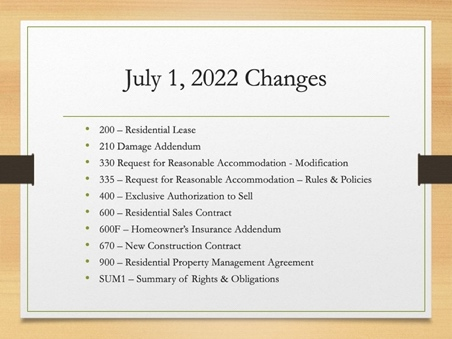 July 1, 2022 Changes
• 200 – Residential Lease
• 210 Damage Addendum
• 330 Request for Reasonable Accommodation - Modification
• 335 – Request for Reasonable Accommodation – Rules & Policies
• 400 – Exclusive Authorization to Sell
• 600 – Residential Sales Contract
• 600F – Homeowner's Insurance Addendum
• 670 – New Construction Contract
• 900 – Residential Property Management Agreement
• SUM1 – Summary of Rights & Obligations